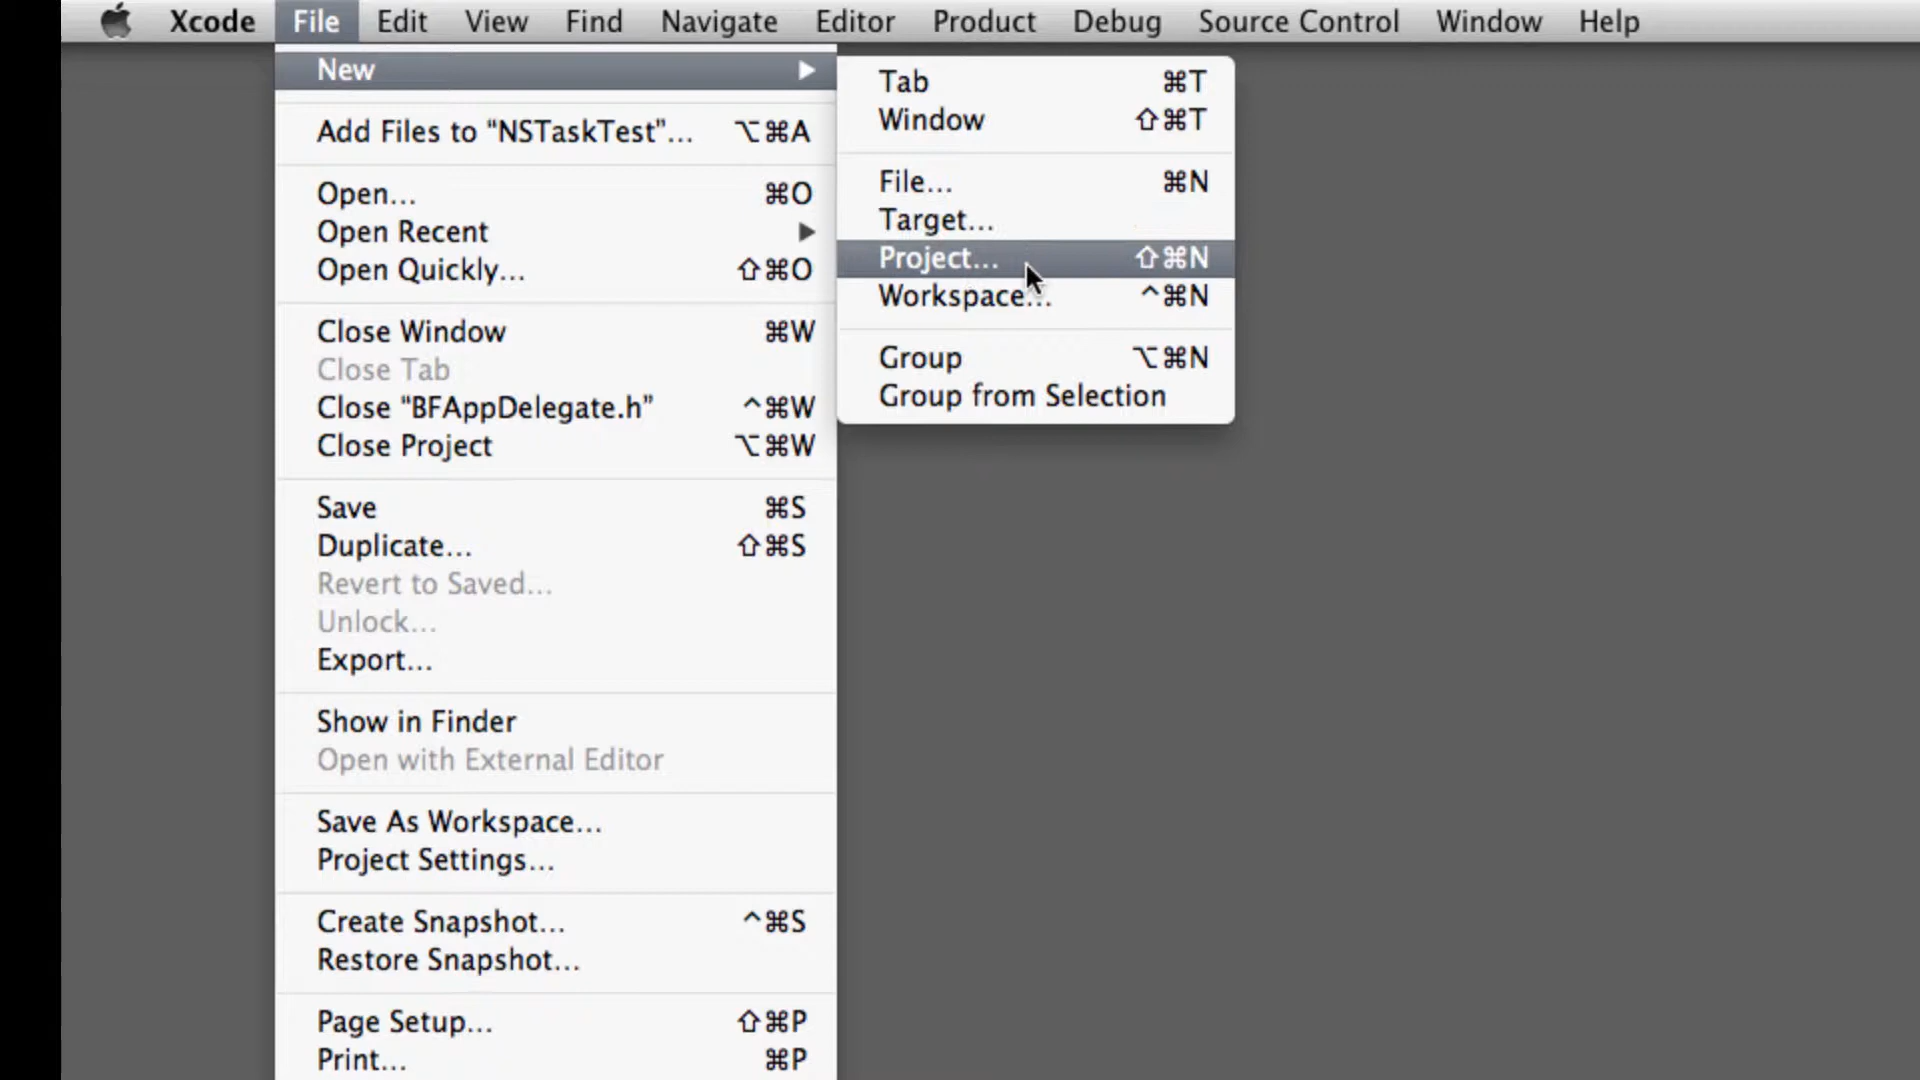 Xcode File Edit View Find Navigate Editor Product Debug Source Control Window Help
New
Add Files to “NSTaskTest”... ⌥⌘A
Open... ⌘O
Open Recent
Open Quickly... ⇧⌘O
Close Window ⌘W
Close Tab
Close “BFAppDelegate.h” ^⌘W
Close Project ⌥⌘W
Save ⌘S
Duplicate... ⇧⌘S
Revert to Saved...
Unlock...
Export...
Show in Finder
Open with External Editor
Save As Workspace...
Project Settings...
Create Snapshot... ^⌘S
Restore Snapshot...
Page Setup... ⇧⌘P
Print... ⌘P
Tab ⌘T
Window ⇧⌘T
File... ⌘N
Target...
Project... ⇧⌘N
Workspace... ^⌘N
Group ⌥⌘N
Group from Selection